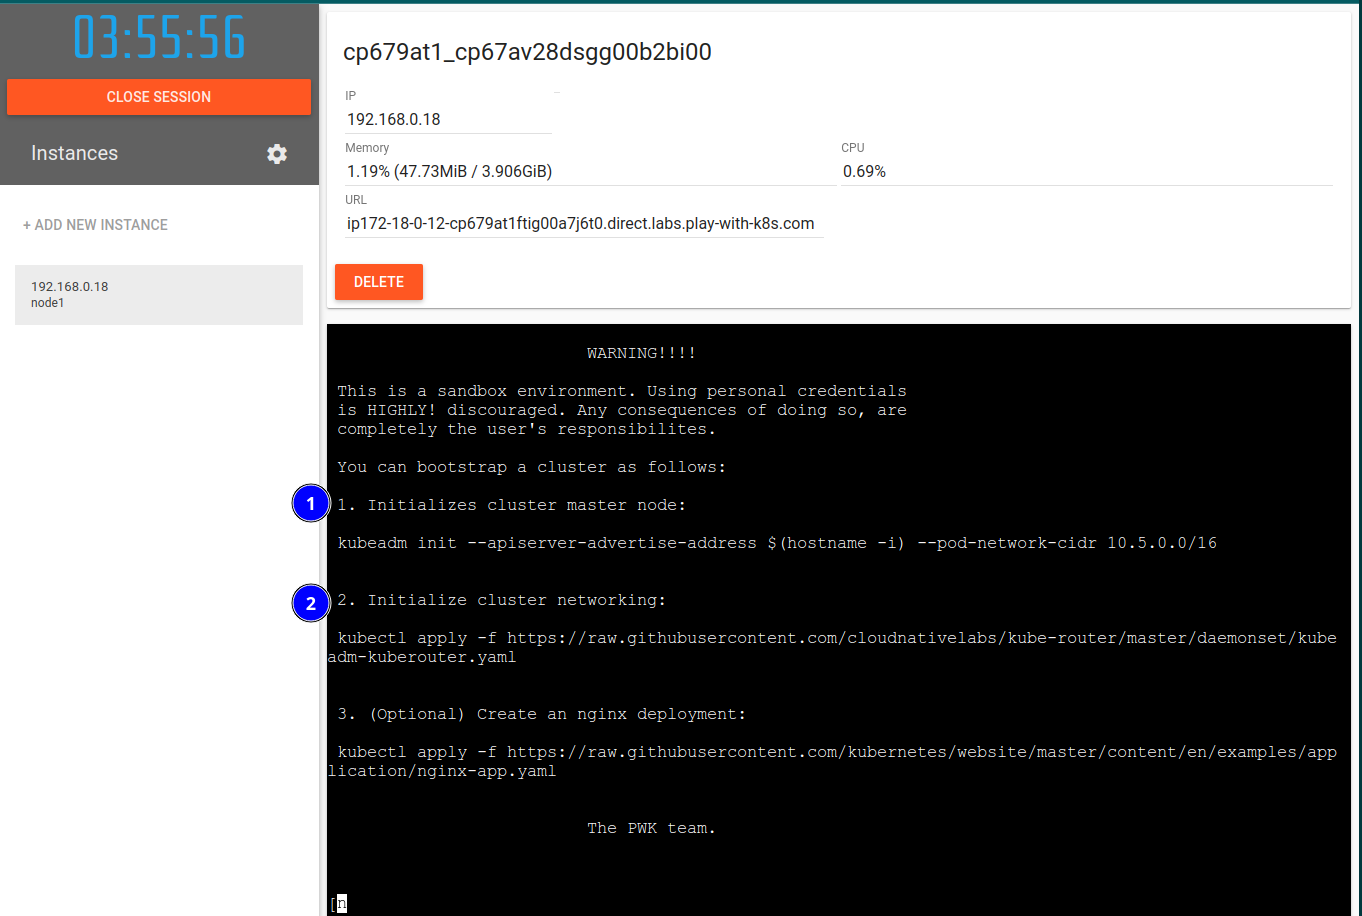 03:55:56
CLOSE SESSION
Instances
+ ADD NEW INSTANCE
192.168.0.18
node1
cp679at1_cp67av28dsgg00b2bi00
IP
192.168.0.18
Memory
1.19% (47.73MiB / 3.906GiB)
CPU
0.69%
URL
ip172-18-0-12-cp679at1ftig00a7j6t0.direct.labs.play-with-k8s.com
DELETE
WARNING!!!!
This is a sandbox environment. Using personal credentials
is HIGHLY! discouraged. Any consequences of doing so, are
completely the user's responsibilites.
You can bootstrap a cluster as follows:
1
1. Initializes cluster master node:
kubeadm init --apiserver-advertise-address $(hostname -i) --pod-network-cidr 10.5.0.0/16
2
2. Initialize cluster networking:
kubectl apply -f https://raw.githubusercontent.com/cloudnativelabs/kube-router/master/daemonset/kube
adm-kuberouter.yaml
3. (Optional) Create an nginx deployment:
kubectl apply -f https://raw.githubusercontent.com/kubernetes/website/master/content/en/examples/app
lication/nginx-app.yaml
The PWK team.
[n